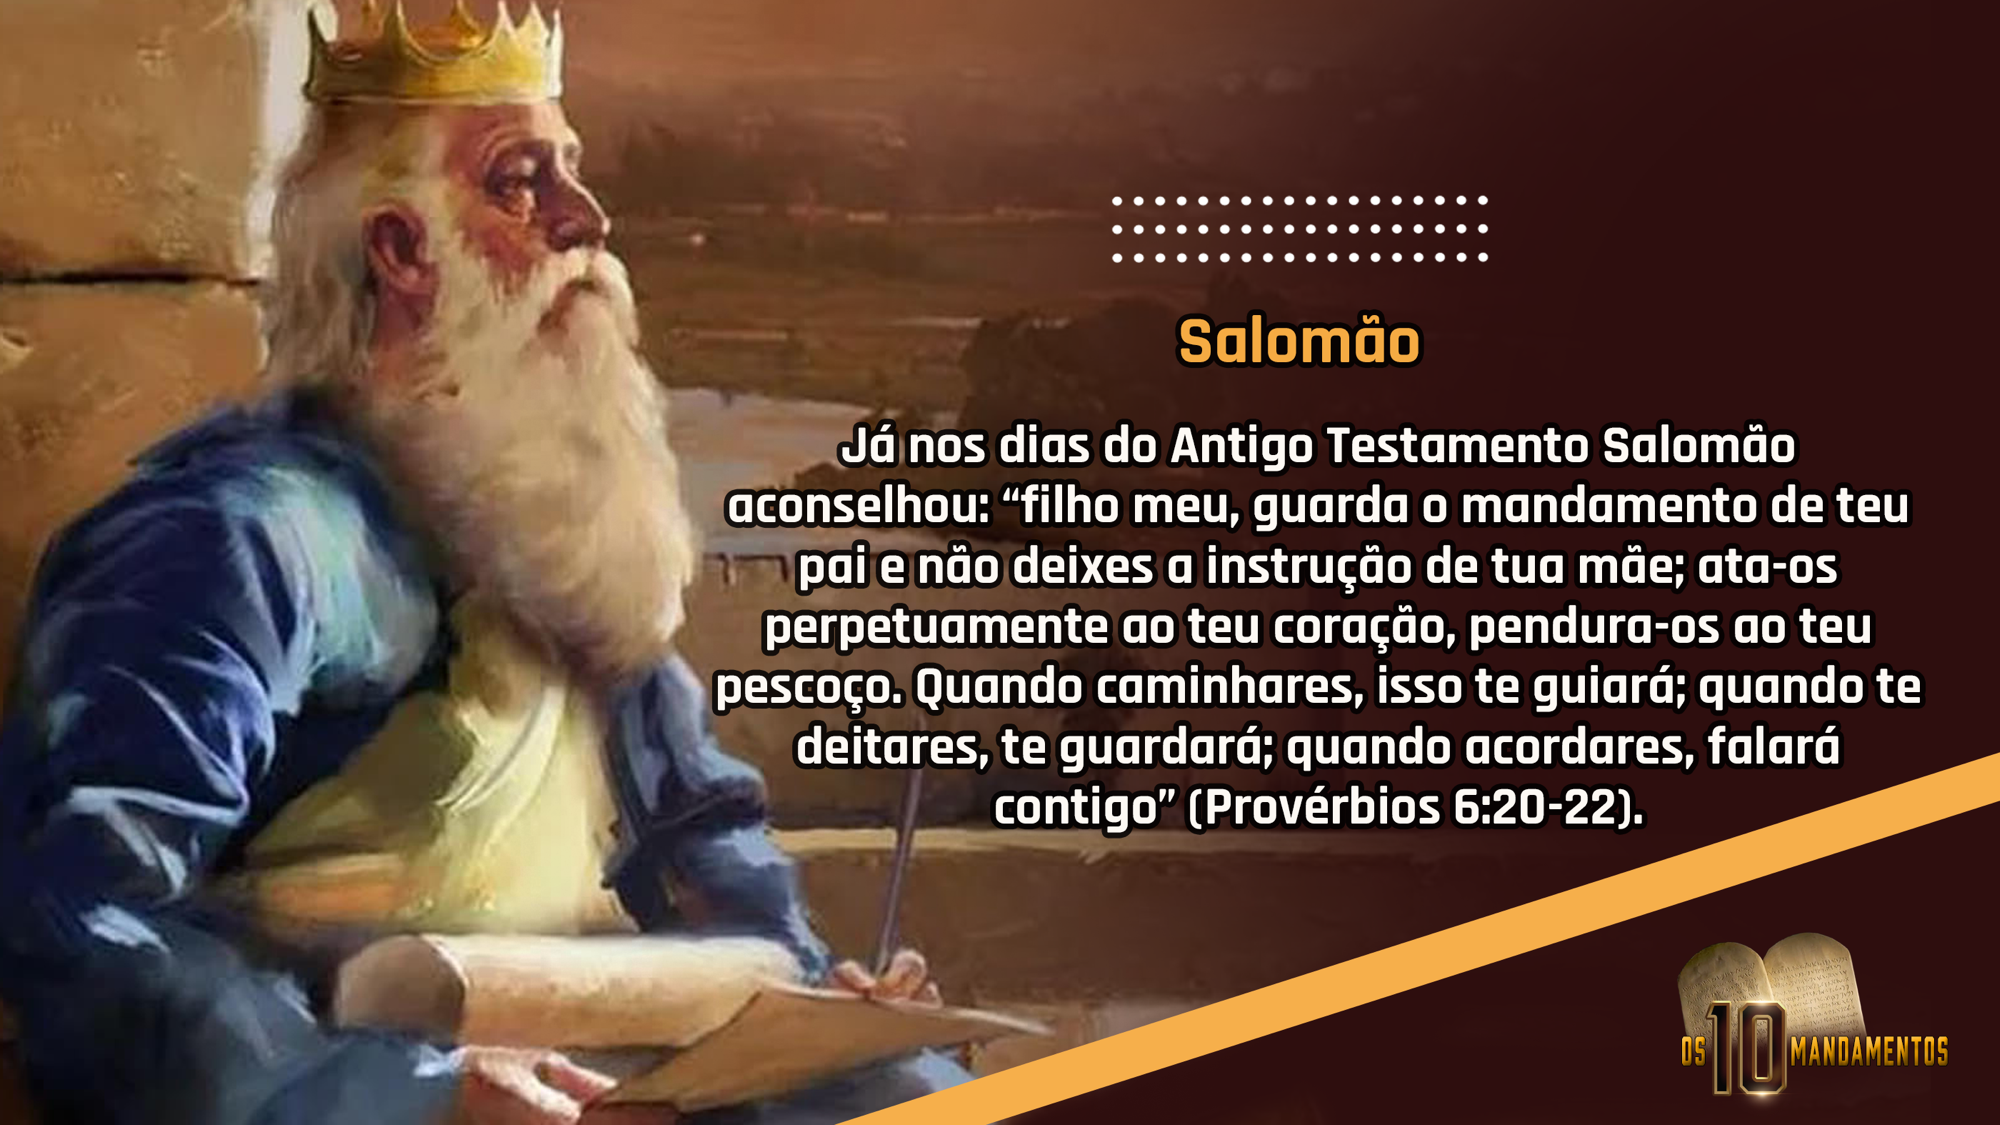 Salomão
Já nos dias do Antigo Testamento Salomão
aconselhou: “filho meu, guarda o mandamento de teu
pai e não deixes a instrução de tua mãe; ata-os
perpetuamente ao teu coração, pendura-os ao teu
pescoço. Quando caminhares, isso te guiará; quando te
deitares, te guardará; quando acordares, falará
contigo” (Provérbios 6:20-22).
OS 10 MANDAMENTOS